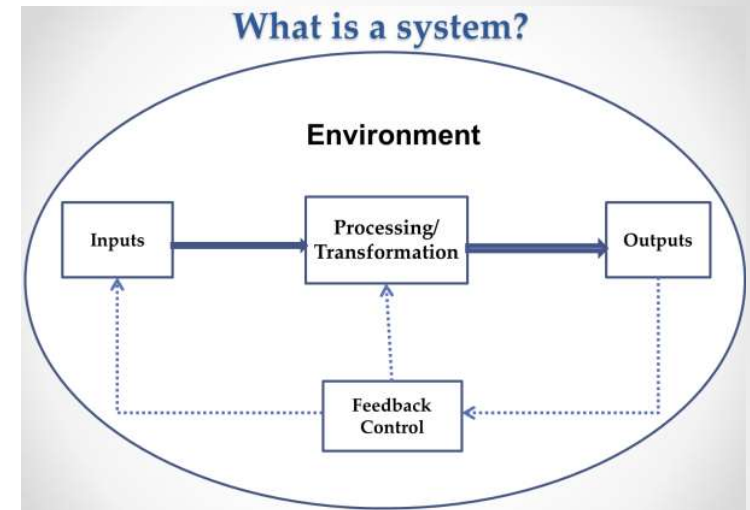 What is a system?
Environment
Inputs
Processing/
Transformation
Outputs
Feedback
Control